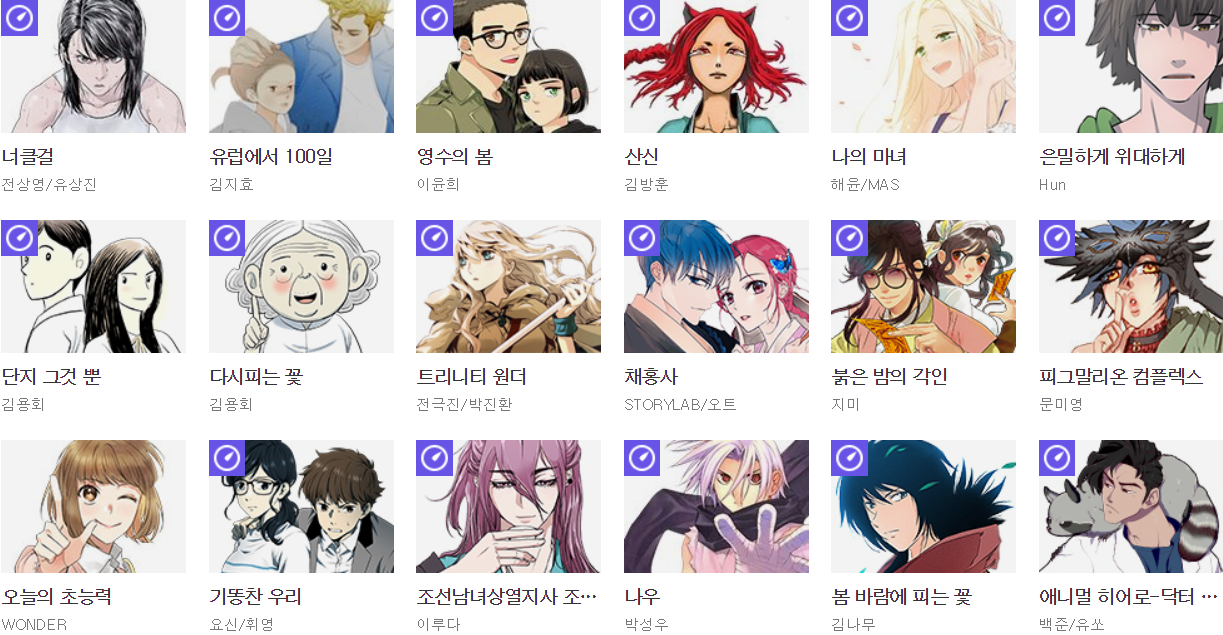 너클걸
전상영/유상진
유럽에서 100일
김지효
영수의 봄
이윤희
산신
김방훈
나의 마녀
해윤/MAS
은밀하게 위대하게
Hun
단지 그것 뿐
김용회
다시피는 꽃
김용회
트리니티 원더
전극진/박진환
채홍사
STORYLAB/오트
붉은 밤의 각인
지미
피그말리온 컴플렉스
문미영
오늘의 초능력
WONDER
기똥찬 우리
요신/휘영
조선남녀상열지사 조…
이루다
나우
박성우
봄 바람에 피는 꽃
김나무
애니멀 히어로-닥터 …
백준/유쏘